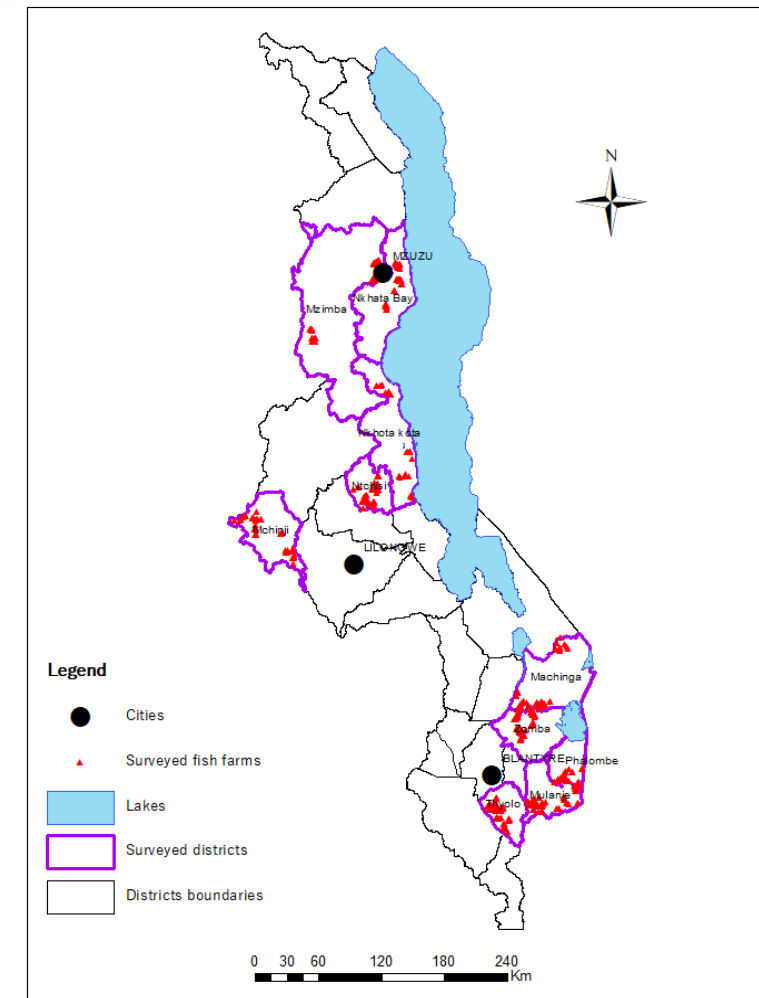 N
MZUZU
Nkhata Bay
Mzimba
Nkhota kota
Ntchisi
Mchinji
LILONGWE
Machinga
Zomba
BLANTYRE
Phalombe
Mulanje
Thyolo
Legend
Cities
Surveyed fish farms
Lakes
Surveyed districts
Districts boundaries
0 30 60 120 180 240
Km